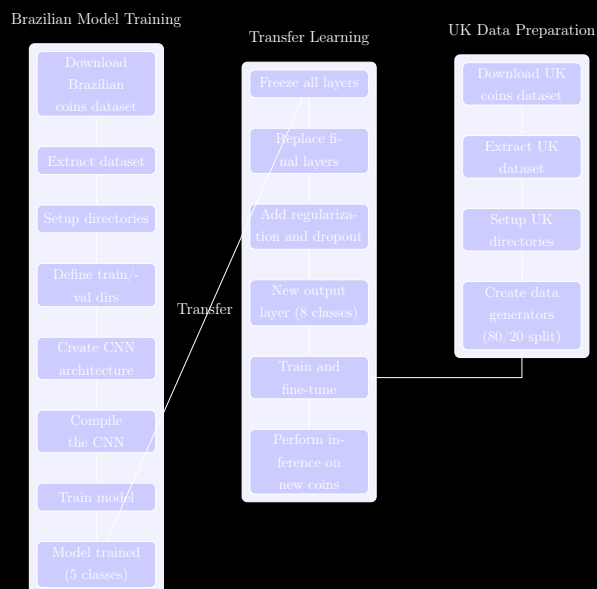 Brazilian Model Training
Download
Brazilian
coins dataset
Extract dataset
Setup directories
Define train/-
val dirs
Create CNN
architecture
Compile
the CNN
Train model
Model trained
(5 classes)
Transfer
Transfer Learning
Freeze all layers
Replace fi-
nal layers
Add regulariza-
tion and dropout
New output
layer (8 classes)
Train and
fine-tune
Perform in-
ference on
new coins
UK Data Preparation
Download UK
coins dataset
Extract UK
dataset
Setup UK
directories
Create data
generators
(80/20 split)